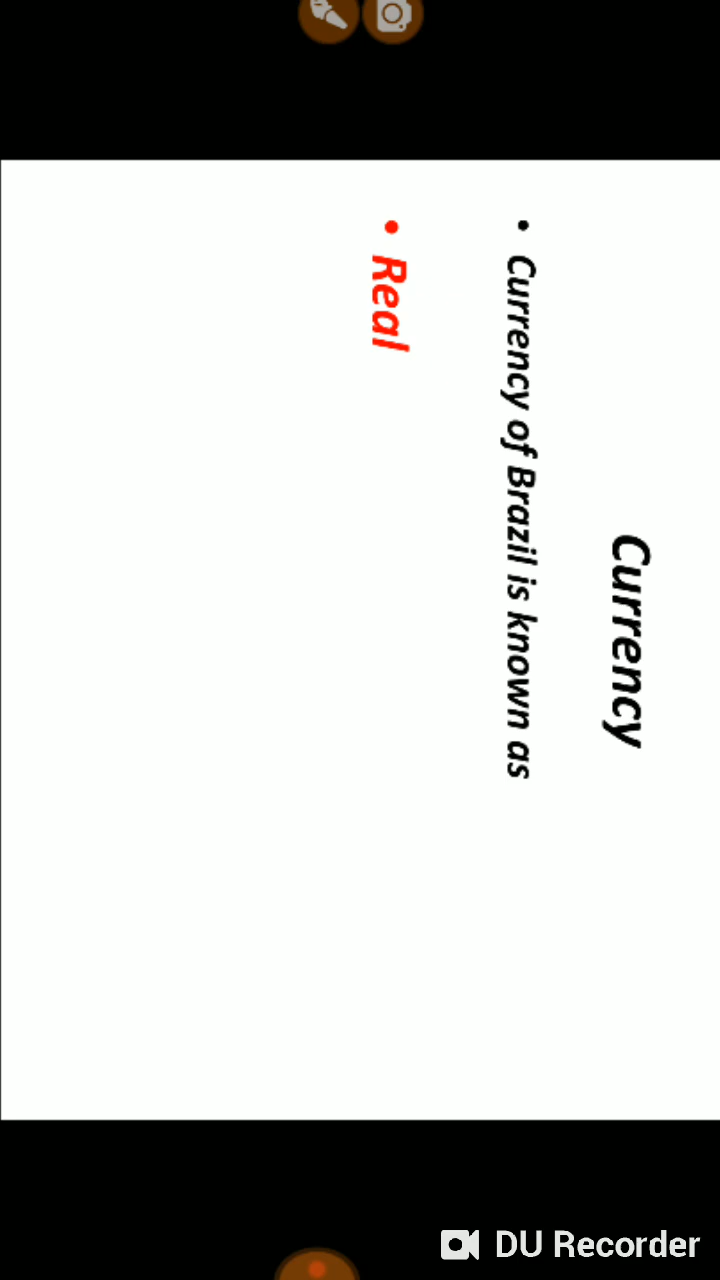 Currency
• Currency of Brazil is known as
• Real
DU Recorder